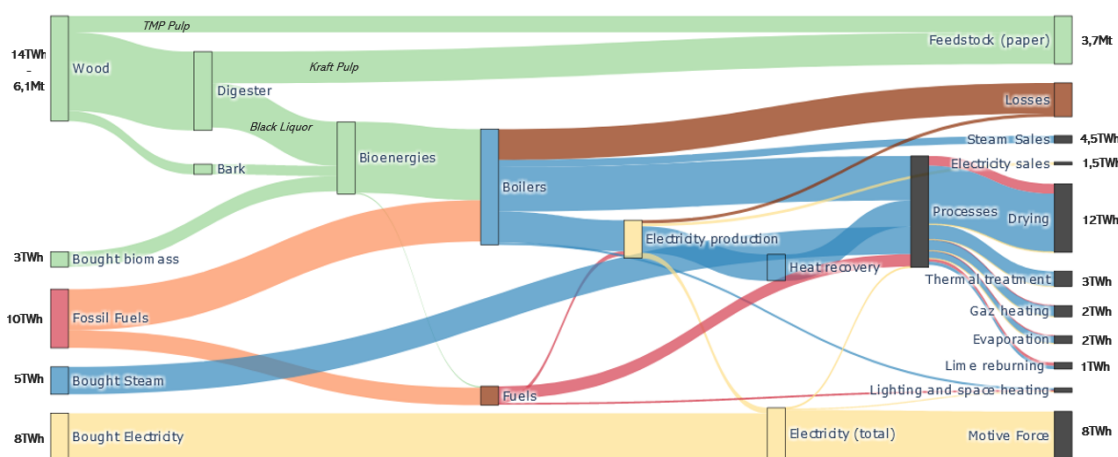 TMP Pulp
14TWh
-
6,1Mt
Wood
Feedstock (paper)
3,7Mt
Kraft Pulp
Digester
Losses
Black Liquor
Steam Sales
4,5TWh
Bioenergies
Electricity sales
1,5TWh
Bark
Boilers
Processes
Drying
12TWh
Electricity production
3TWh
Bought biomass
Heat recovery
Thermal treatment
3TWh
10TWh
Fossil Fuels
Gaz heating
2TWh
Evaporation
2TWh
Lime reburning
1TWh
5TWh
Bought Steam
Fuels
Lighting and space heating
8TWh
Bought Electricity
Electricity (total)
Motive Force
8TWh